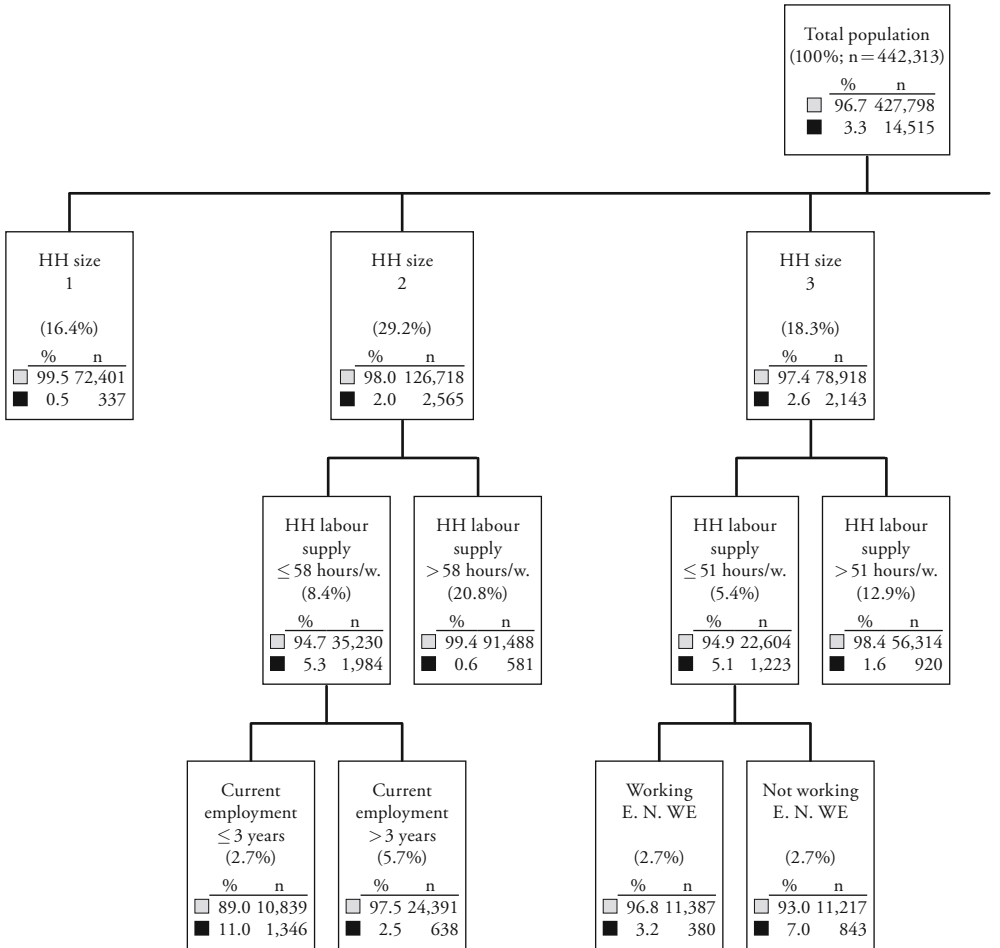 Total population
(100%; n=442,313)
% n
96.7 427,798
3.3 14,515
HH size
1
(16.4%)
% n
99.5 72,401
0.5 337
HH size
2
(29.2%)
% n
98.0 126,718
2.0 2,565
HH size
3
(18.3%)
% n
97.4 78,918
2.6 2,143
HH labour
supply
≤58 hours/w.
(8.4%)
% n
94.7 35,230
5.3 1,984
HH labour
supply
>58 hours/w.
(20.8%)
% n
99.4 91,488
0.6 581
HH labour
supply
≤51 hours/w.
(5.4%)
% n
94.9 22,604
5.1 1,223
HH labour
supply
>51 hours/w.
(12.9%)
% n
98.4 56,314
1.6 920
Current
employment
≤3 years
(2.7%)
% n
89.0 10,839
11.0 1,346
Current
employment
>3 years
(5.7%)
% n
97.5 24,391
2.5 638
Working
E. N. WE
(2.7%)
% n
96.8 11,387
3.2 380
Not working
E. N. WE
(2.7%)
% n
93.0 11,217
7.0 843